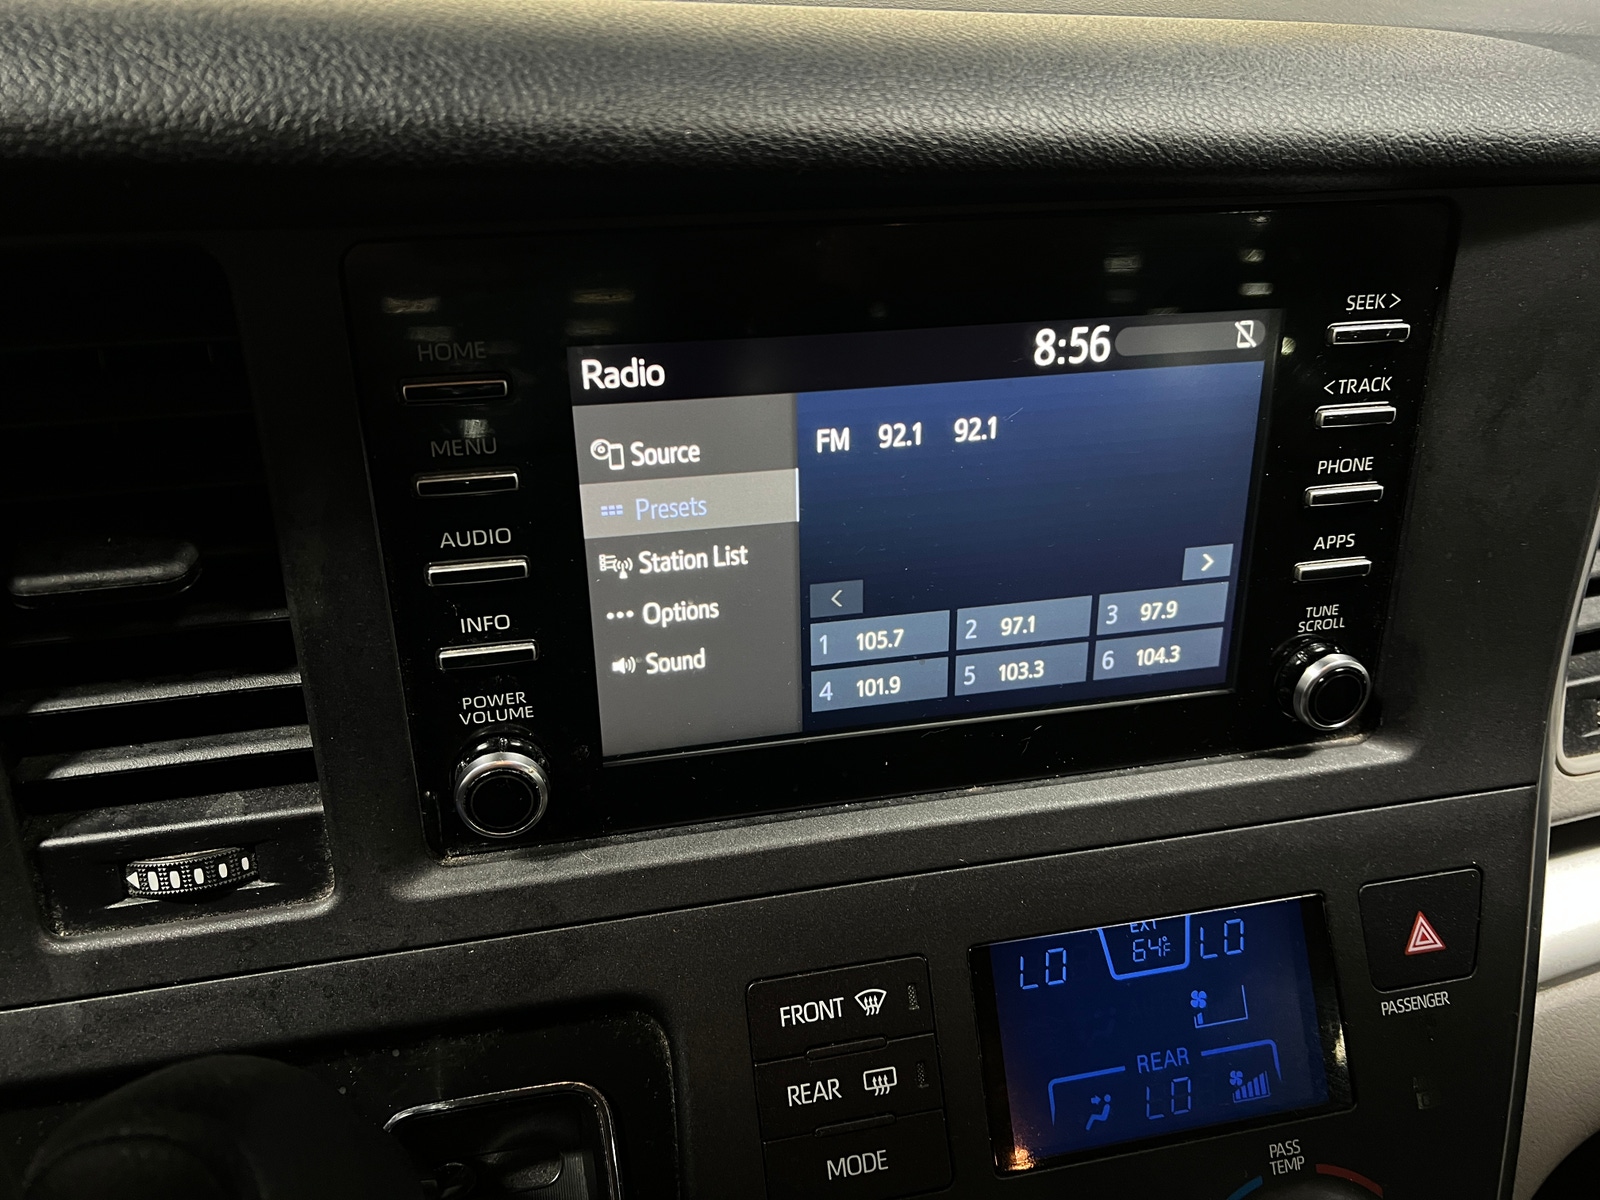 HOME
MENU
AUDIO
INFO
POWER
VOLUME
Radio
8:56
Source
Presets
Station List
Options
Sound
FM 92.1 92.1
<
>
1 105.7
2 97.1
3 97.9
4 101.9
5 103.3
6 104.3
SEEK >
< TRACK
PHONE
APPS
TUNE
SCROLL
FRONT
REAR
MODE
EXT
LO 64°F LO
REAR
LO
PASSENGER
PASS
TEMP